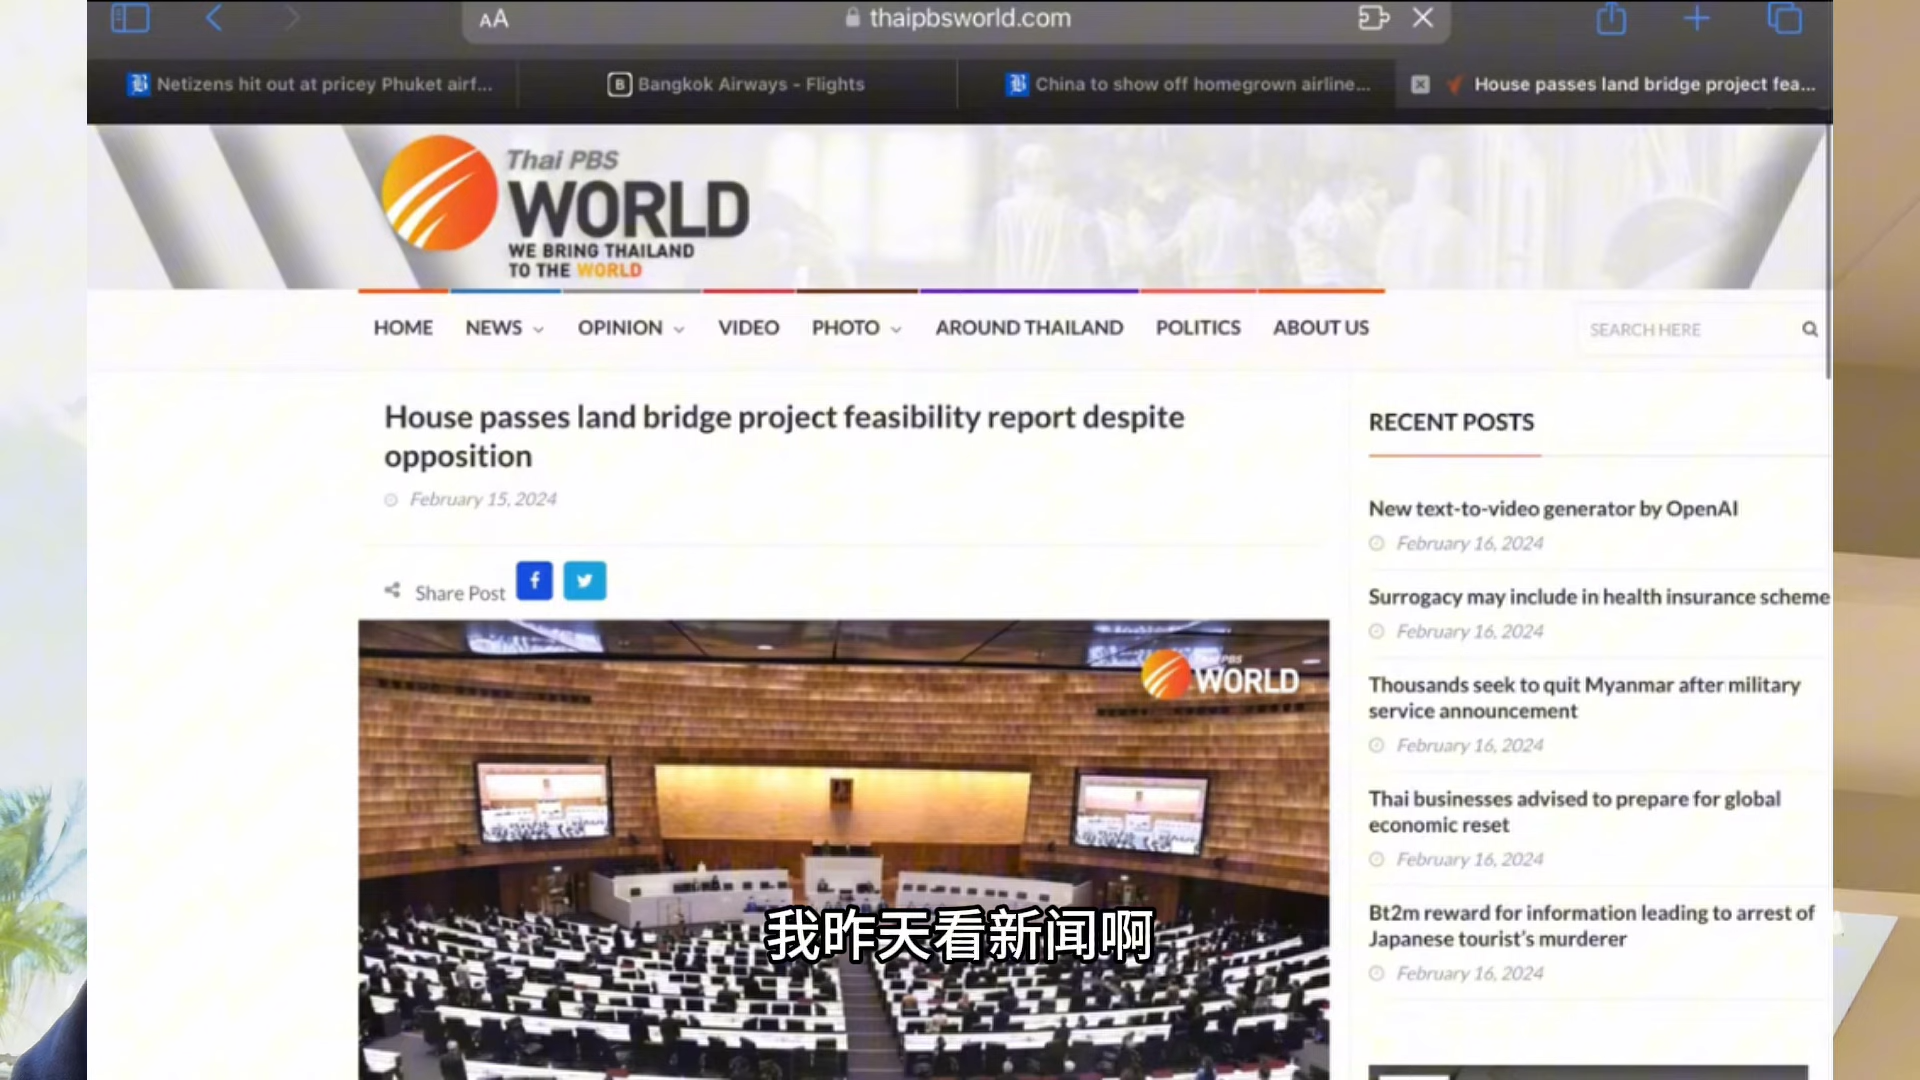 AA
thaipbsworld.com
Netizens hit out at pricey Phuket airf...
B Bangkok Airways - Flights
B China to show off homegrown airline...
House passes land bridge project fea...
Thai PBS
WORLD
WE BRING THAILAND
TO THE WORLD
HOME NEWS OPINION VIDEO PHOTO AROUND THAILAND POLITICS ABOUT US SEARCH HERE
House passes land bridge project feasibility report despite
opposition
February 15, 2024
Share Post
Thai PBS
WORLD
我昨天看新闻啊
RECENT POSTS
New text-to-video generator by OpenAI
February 16, 2024
Surrogacy may include in health insurance scheme
February 16, 2024
Thousands seek to quit Myanmar after military
service announcement
February 16, 2024
Thai businesses advised to prepare for global
economic reset
February 16, 2024
Bt2m reward for information leading to arrest of
Japanese tourist's murderer
February 16, 2024